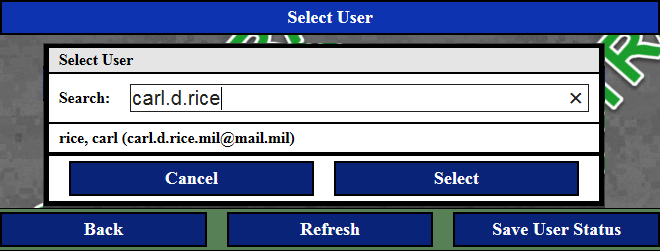 Select User
Select User
Search: carl.d.rice ×
rice, carl (carl.d.rice.mil@mail.mil)
Cancel Select
Back Refresh Save User Status